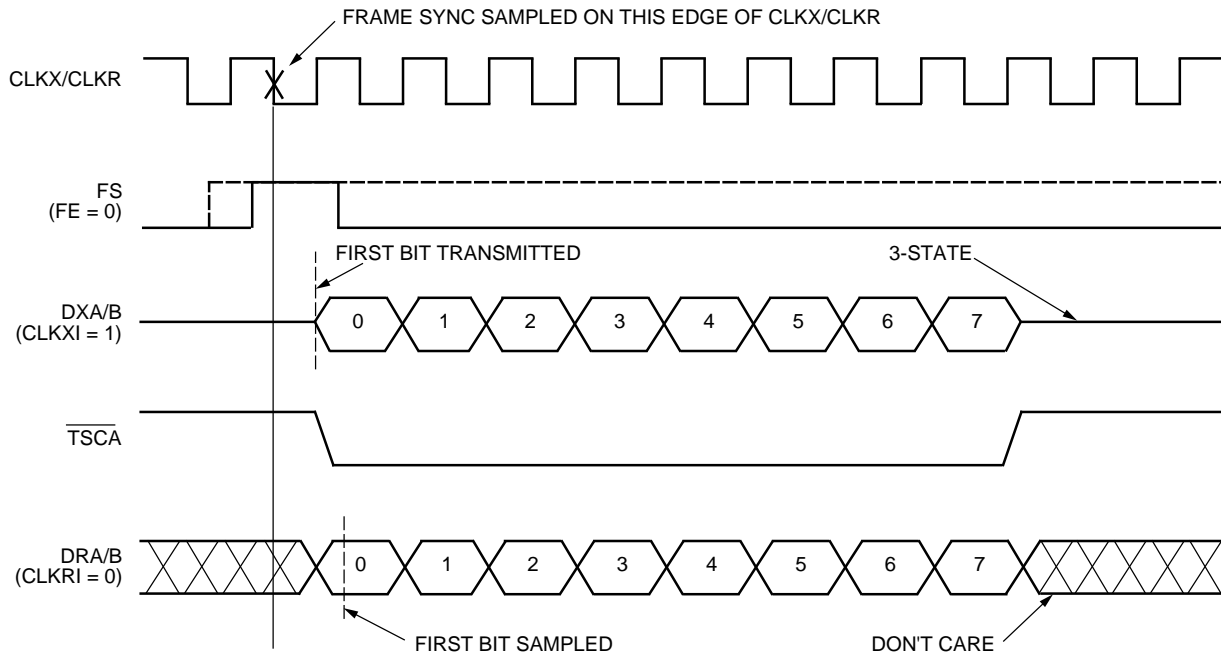 FRAME SYNC SAMPLED ON THIS EDGE OF CLKX/CLKR
CLKX/CLKR
FS
(FE = 0)
FIRST BIT TRANSMITTED
3-STATE
DXA/B
(CLKXI = 1)
0 1 2 3 4 5 6 7
TSCA
DRA/B
(CLKRI = 0)
0 1 2 3 4 5 6 7
FIRST BIT SAMPLED
DON'T CARE